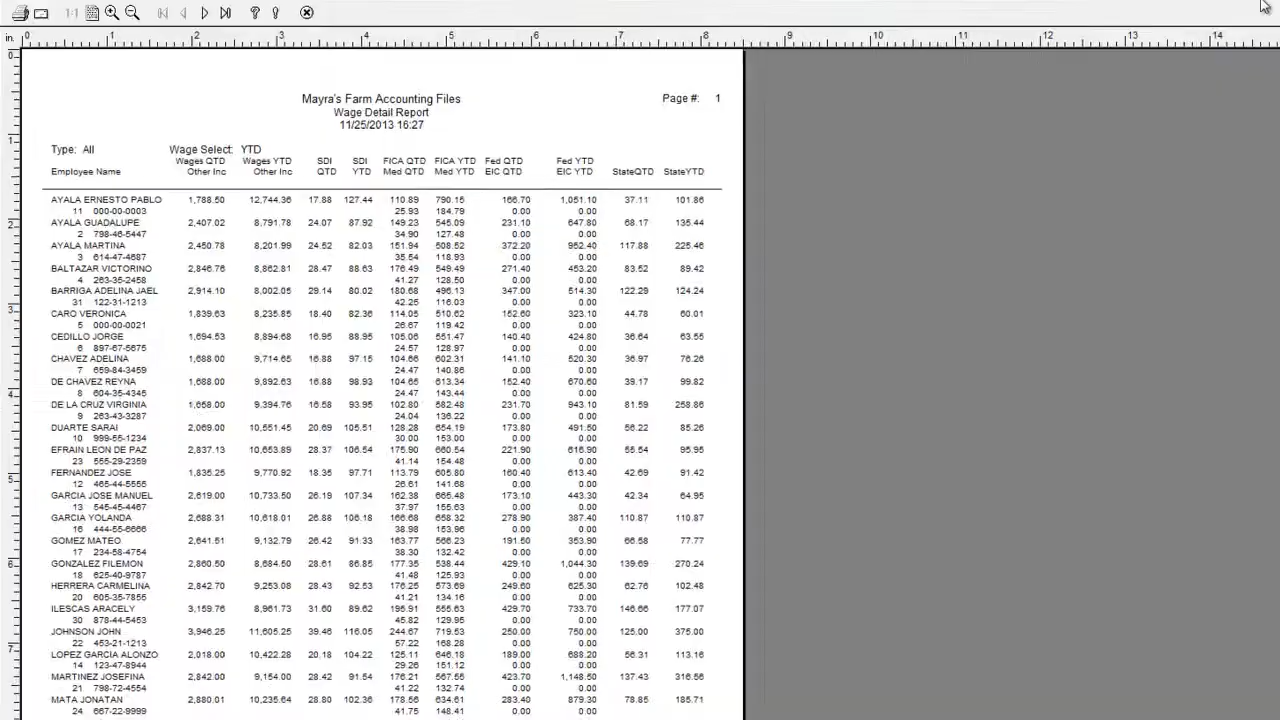 1:1
in.
0 1 2 3 4 5 6 7 8 9 10 11 12 13 14
Mayra's Farm Accounting Files Page #: 1
Wage Detail Report
11/25/2013 16:27
Type: All Wage Select: YTD
Wages QTD Wages YTD SDI SDI FICA QTD FICA YTD Fed QTD Fed YTD
Employee Name Other Inc Other Inc QTD YTD Med QTD Med YTD EIC QTD EIC YTD StateQTD StateYTD
AYALA ERNESTO PABLO 1,788.50 12,744.36 17.88 127.44 110.89 790.15 166.70 1,051.10 37.11 101.86
11 000-00-0003 25.93 184.79 0.00 0.00
AYALA GUADALUPE 2,407.02 8,791.78 24.07 87.92 149.23 545.09 231.10 647.80 68.17 135.44
2 798-46-5447 34.90 127.48 0.00 0.00
AYALA MARTINA 2,450.78 8,201.99 24.52 82.03 151.94 508.52 372.20 952.40 117.88 225.46
3 614-47-4687 35.54 118.93 0.00 0.00
BALTAZAR VICTORINO 2,846.76 8,862.81 28.47 88.63 176.49 549.49 271.40 453.20 83.52 89.42
4 263-35-2458 41.27 128.50 0.00 0.00
BARRIGA ADELINA JAEL 2,914.10 8,002.05 29.14 80.02 180.68 496.13 347.00 514.30 122.29 124.24
31 122-31-1213 42.25 116.03 0.00 0.00
CARO VERONICA 1,839.63 8,235.85 18.40 82.36 114.05 510.62 152.60 323.10 44.78 60.01
5 000-00-0021 26.67 119.42 0.00 0.00
CEDILLO JORGE 1,694.53 8,894.68 16.95 88.95 105.06 551.47 140.40 424.80 36.64 63.55
6 897-67-5675 24.57 128.97 0.00 0.00
CHAVEZ ADELINA 1,688.00 9,714.65 16.88 97.15 104.66 602.31 141.10 520.30 36.97 76.26
7 659-84-3459 24.47 140.86 0.00 0.00
DE CHAVEZ REYNA 1,688.00 9,892.63 16.88 98.93 104.65 613.34 152.40 670.60 39.17 99.82
8 604-35-4345 24.47 143.44 0.00 0.00
DE LA CRUZ VIRGINIA 1,658.00 9,394.76 16.58 93.95 102.80 582.48 231.70 943.10 81.59 258.86
9 263-43-3287 24.04 136.22 0.00 0.00
DUARTE SARAI 2,069.00 10,551.45 20.69 105.51 128.28 654.19 173.80 491.50 56.22 85.26
10 999-55-1234 30.00 153.00 0.00 0.00
EFRAIN LEON DE PAZ 2,837.13 10,653.89 28.37 106.54 175.90 660.54 221.90 616.90 55.54 95.95
23 555-29-2359 41.14 154.48 0.00 0.00
FERNANDEZ JOSE 1,835.25 9,770.92 18.35 97.71 113.79 605.80 160.40 613.40 42.69 91.42
12 465-44-5555 26.61 141.68 0.00 0.00
GARCIA JOSE MANUEL 2,619.00 10,733.50 26.19 107.34 162.38 665.48 173.10 443.30 42.34 64.95
13 545-45-4467 37.97 155.63 0.00 0.00
GARCIA YOLANDA 2,688.31 10,618.01 26.88 106.18 166.68 658.32 278.90 387.40 110.87 110.87
16 444-55-6666 38.98 153.96 0.00 0.00
GOMEZ MATEO 2,641.51 9,132.79 26.42 91.33 163.77 566.23 191.50 353.90 66.58 77.77
17 234-58-4754 38.30 132.42 0.00 0.00
GONZALEZ FILEMON 2,860.50 8,684.50 28.61 86.85 177.35 538.44 429.10 1,044.30 139.69 270.24
18 625-40-9787 41.48 125.93 0.00 0.00
HERRERA CARMELINA 2,842.70 9,253.08 28.43 92.53 176.25 573.69 249.60 625.30 62.76 102.48
20 605-35-7855 41.21 134.16 0.00 0.00
ILESCAS ARACELY 3,159.76 8,961.73 31.60 89.62 195.91 555.63 429.70 733.70 146.66 177.07
30 878-44-5453 45.82 129.95 0.00 0.00
JOHNSON JOHN 3,946.25 11,605.25 39.46 116.05 244.67 719.53 250.00 750.00 125.00 375.00
22 453-21-1213 57.22 168.28 0.00 0.00
LOPEZ GARCIA ALONZO 2,018.00 10,422.28 20.18 104.22 125.11 646.18 189.00 688.20 56.31 113.16
14 123-47-8944 29.26 151.12 0.00 0.00
MARTINEZ JOSEFINA 2,842.00 9,154.00 28.42 91.54 176.21 567.55 423.70 1,148.50 137.43 316.56
21 798-72-4554 41.22 132.74 0.00 0.00
MATA JONATAN 2,880.01 10,235.64 28.80 102.36 178.56 634.61 283.40 879.30 78.85 185.71
24 667-22-9999 41.75 148.41 0.00 0.00